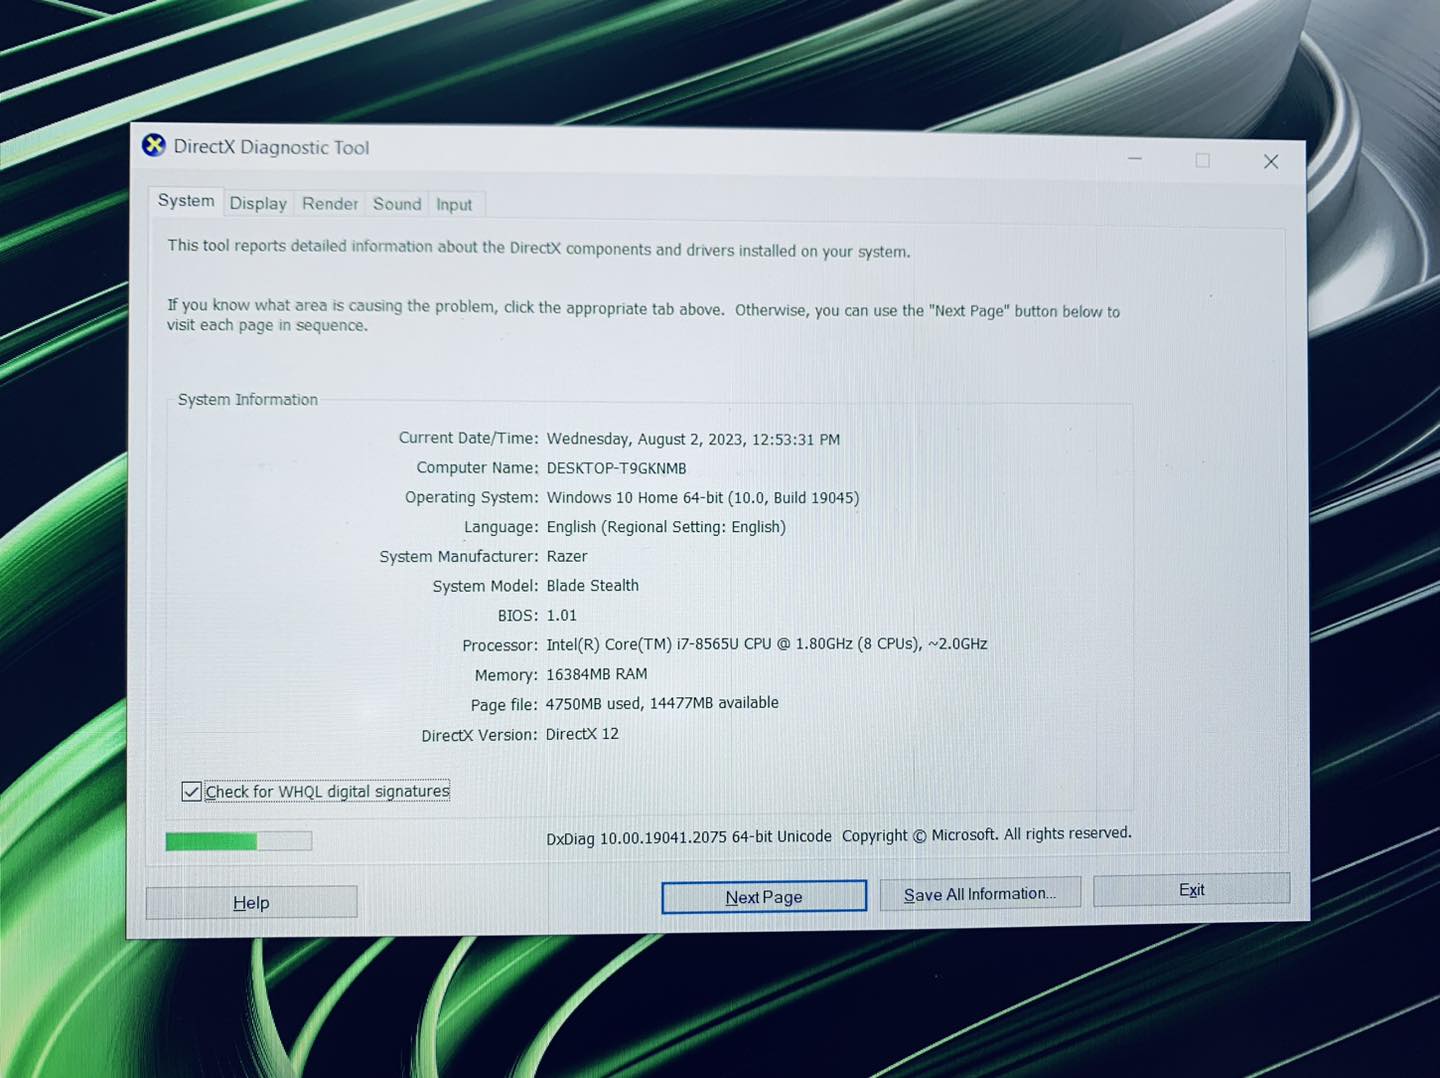 DirectX Diagnostic Tool
System Display Render Sound Input
This tool reports detailed information about the DirectX components and drivers installed on your system.
If you know what area is causing the problem, click the appropriate tab above. Otherwise, you can use the "Next Page" button below to
visit each page in sequence.
System Information
Current Date/Time: Wednesday, August 2, 2023, 12:53:31 PM
Computer Name: DESKTOP-T9GKNMB
Operating System: Windows 10 Home 64-bit (10.0, Build 19045)
Language: English (Regional Setting: English)
System Manufacturer: Razer
System Model: Blade Stealth
BIOS: 1.01
Processor: Intel(R) Core(TM) i7-8565U CPU @ 1.80GHz (8 CPUs), ~2.0GHz
Memory: 16384MB RAM
Page file: 4750MB used, 14477MB available
DirectX Version: DirectX 12
Check for WHQL digital signatures
DxDiag 10.00.19041.2075 64-bit Unicode Copyright © Microsoft. All rights reserved.
Help Next Page Save All Information... Exit